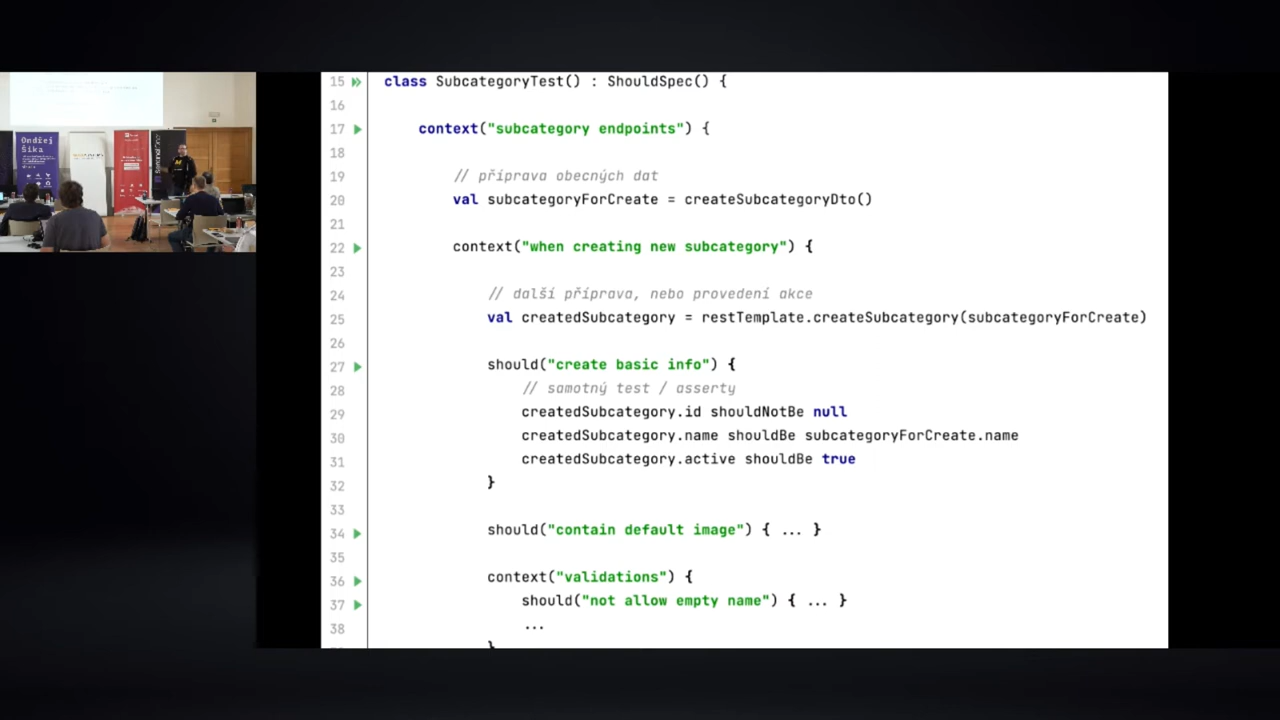 Ondřej
Šika
15 class SubcategoryTest() : ShouldSpec() {
16
17 context("subcategory endpoints") {
18
19 // příprava obecných dat
20 val subcategoryForCreate = createSubcategoryDto()
21
22 context("when creating new subcategory") {
23
24 // další příprava, nebo provedení akce
25 val createdSubcategory = restTemplate.createSubcategory(subcategoryForCreate)
26
27 should("create basic info") {
28 // samotný test / asserty
29 createdSubcategory.id shouldNotBe null
30 createdSubcategory.name shouldBe subcategoryForCreate.name
31 createdSubcategory.active shouldBe true
32 }
33
34 should("contain default image") { ... }
35
36 context("validations") {
37 should("not allow empty name") { ... }
38 ...
}